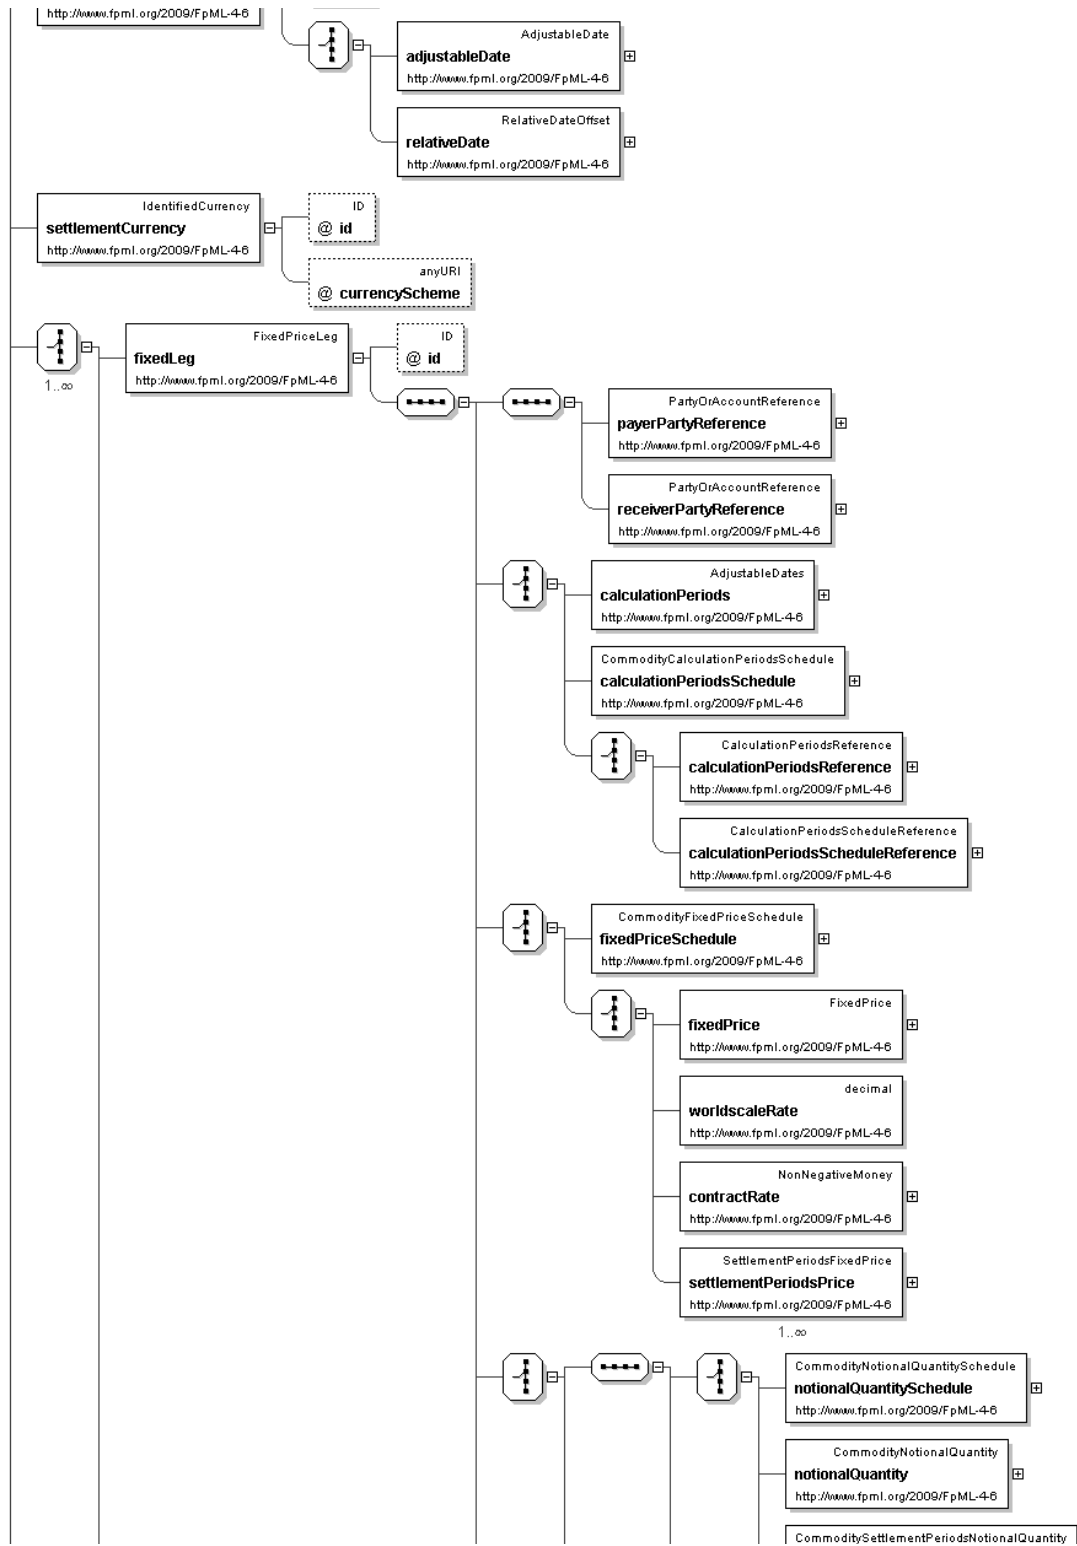 http://www.fpml.org/2009/FpML-4-6
AdjustableDate
adjustableDate
http://www.fpml.org/2009/FpML-4-6
RelativeDateOffset
relativeDate
http://www.fpml.org/2009/FpML-4-6
IdentifiedCurrency
settlementCurrency
http://www.fpml.org/2009/FpML-4-6
ID
@ id
anyURI
@ currencyScheme
1..∞
FixedPriceLeg
fixedLeg
http://www.fpml.org/2009/FpML-4-6
ID
@ id
PartyOrAccountReference
payerPartyReference
http://www.fpml.org/2009/FpML-4-6
PartyOrAccountReference
receiverPartyReference
http://www.fpml.org/2009/FpML-4-6
AdjustableDates
calculationPeriods
http://www.fpml.org/2009/FpML-4-6
CommodityCalculationPeriodsSchedule
calculationPeriodsSchedule
http://www.fpml.org/2009/FpML-4-6
CalculationPeriodsReference
calculationPeriodsReference
http://www.fpml.org/2009/FpML-4-6
CalculationPeriodsScheduleReference
calculationPeriodsScheduleReference
http://www.fpml.org/2009/FpML-4-6
CommodityFixedPriceSchedule
fixedPriceSchedule
http://www.fpml.org/2009/FpML-4-6
FixedPrice
fixedPrice
http://www.fpml.org/2009/FpML-4-6
decimal
worldscaleRate
http://www.fpml.org/2009/FpML-4-6
NonNegativeMoney
contractRate
http://www.fpml.org/2009/FpML-4-6
SettlementPeriodsFixedPrice
settlementPeriodsPrice
http://www.fpml.org/2009/FpML-4-6
1..∞
CommodityNotionalQuantitySchedule
notionalQuantitySchedule
http://www.fpml.org/2009/FpML-4-6
CommodityNotionalQuantity
notionalQuantity
http://www.fpml.org/2009/FpML-4-6
CommoditySettlementPeriodsNotionalQuantity